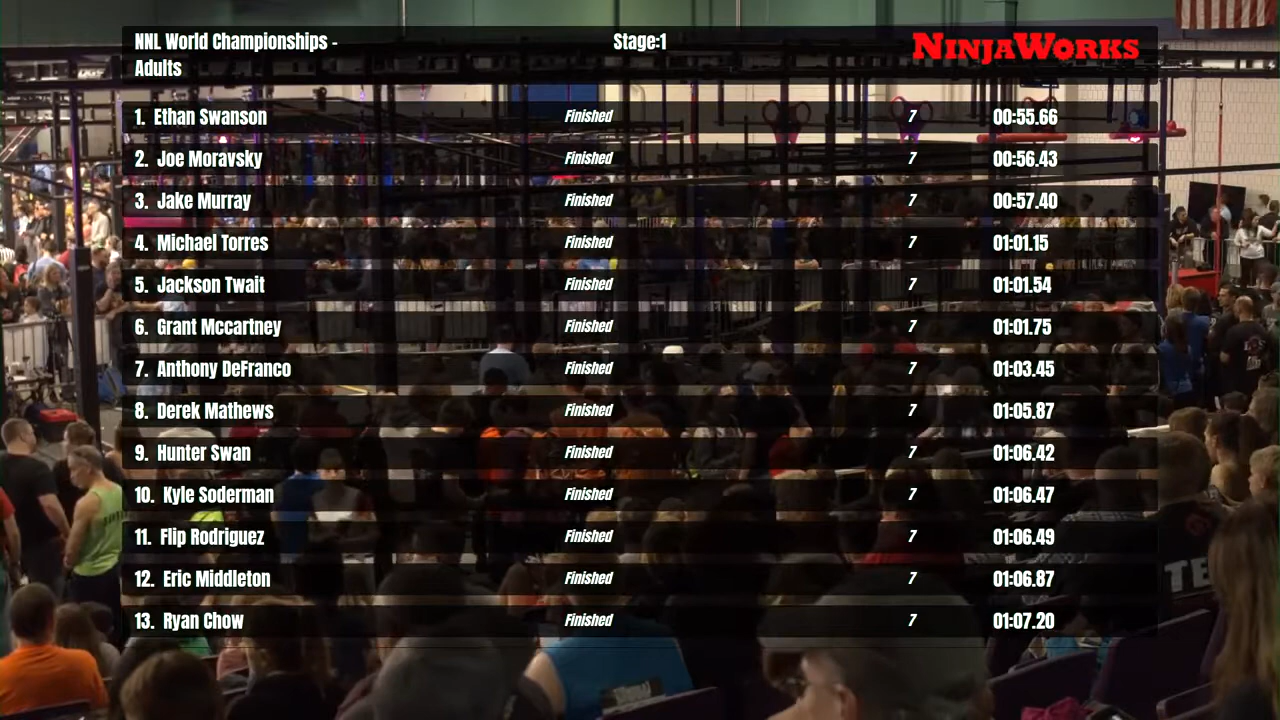 NNL World Championships - Stage:1 NINJAWORKS
Adults
1. Ethan Swanson Finished 7 00:55.66
2. Joe Moravsky Finished 7 00:56.43
3. Jake Murray Finished 7 00:57.40
4. Michael Torres Finished 7 01:01.15
5. Jackson Twait Finished 7 01:01.54
6. Grant Mccartney Finished 7 01:01.75
7. Anthony DeFranco Finished 7 01:03.45
8. Derek Mathews Finished 7 01:05.87
9. Hunter Swan Finished 7 01:06.42
10. Kyle Soderman Finished 7 01:06.47
11. Flip Rodriguez Finished 7 01:06.49
12. Eric Middleton Finished 7 01:06.87
13. Ryan Chow Finished 7 01:07.20